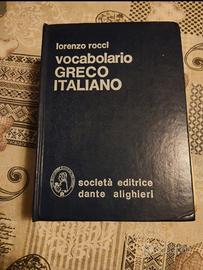 lorenzo rocci
vocabolario
GRECO
ITALIANO
società editrice
dante alighieri